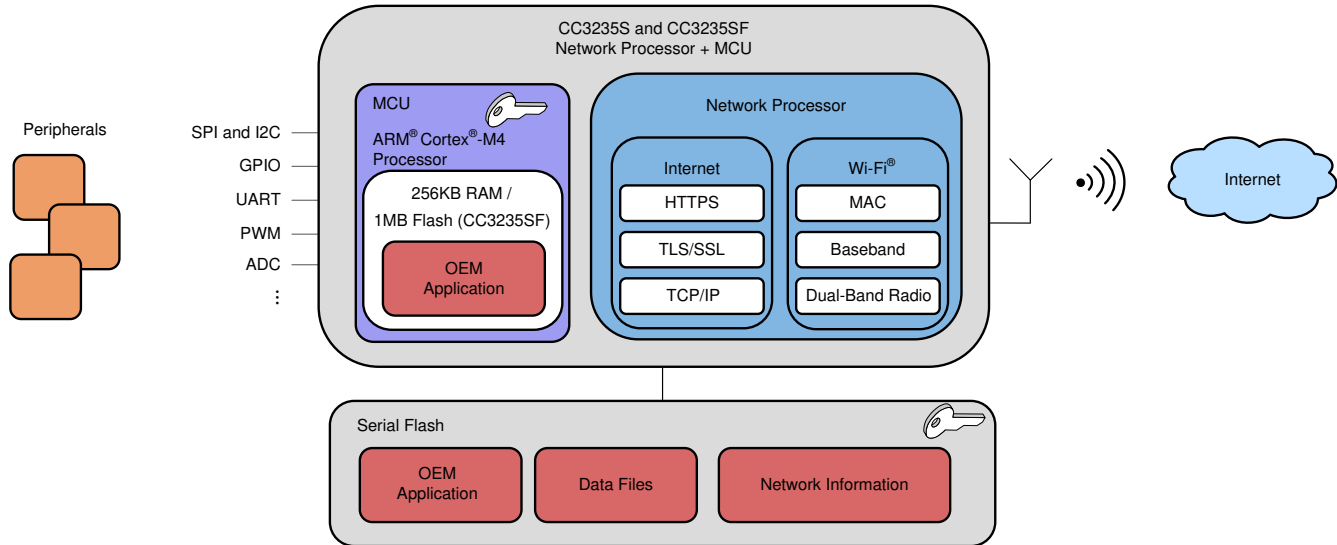 CC3235S and CC3235SF
Network Processor + MCU
Peripherals
SPI and I2C
GPIO
UART
PWM
ADC
⋮
MCU
ARM® Cortex®-M4
Processor
256KB RAM /
1MB Flash (CC3235SF)
OEM
Application
Network Processor
Internet
HTTPS
TLS/SSL
TCP/IP
Wi-Fi®
MAC
Baseband
Dual-Band Radio
Internet
Serial Flash
OEM
Application
Data Files
Network Information